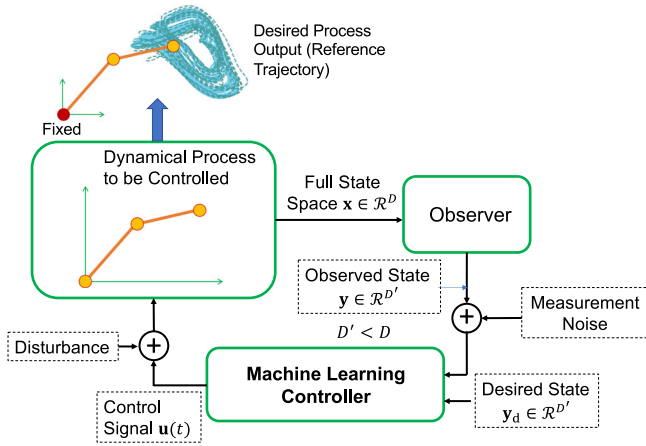 Desired Process
Output (Reference
Trajectory)
Fixed
Dynamical Process
to be Controlled
Full State
Space 𝐱 ∈ ℛ^D
Observer
Observed State
𝐲 ∈ ℛ^D′
Measurement
Noise
D′ < D
Disturbance
Machine Learning
Controller
Control
Signal 𝐮(t)
Desired State
𝐲_d ∈ ℛ^D′